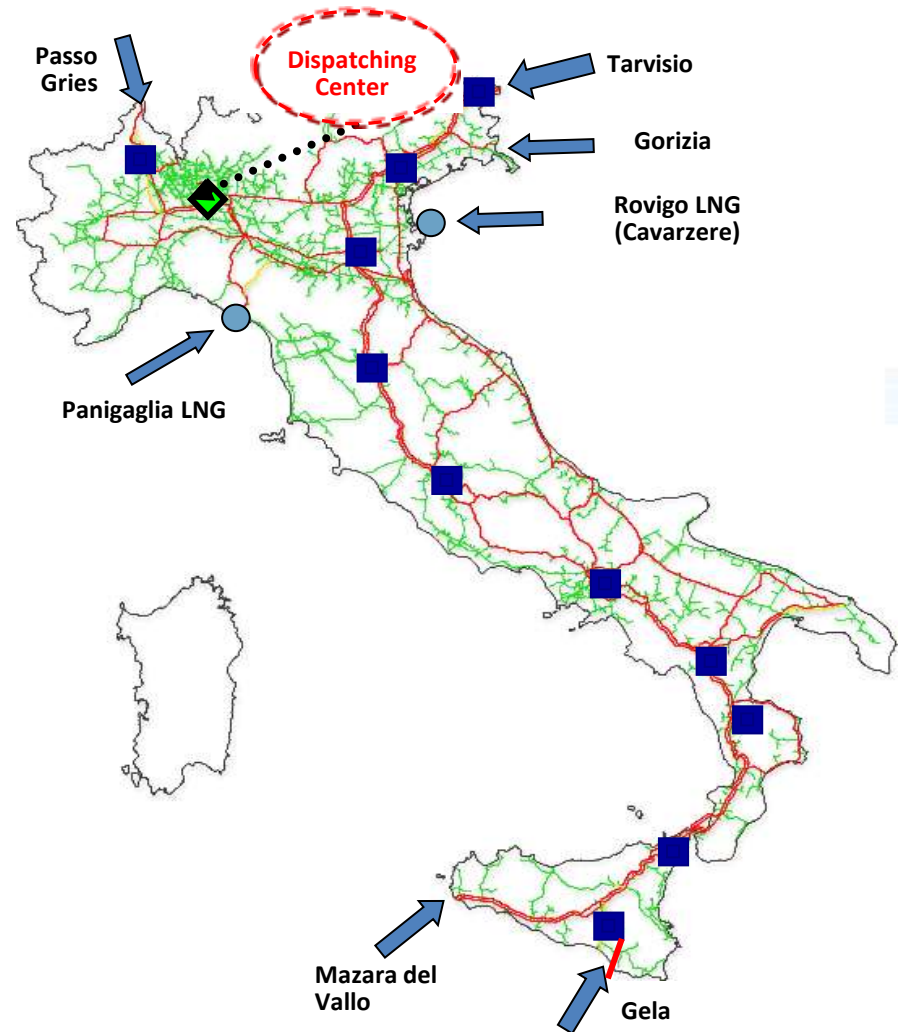 Passo
Gries
Dispatching
Center
Tarvisio
Gorizia
Rovigo LNG
(Cavarzere)
Panigaglia LNG
Mazara del
Vallo
Gela